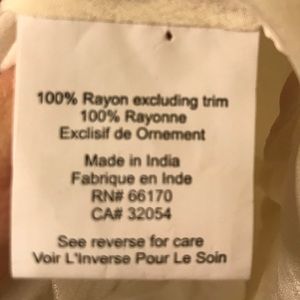 100% Rayon excluding trim
100% Rayonne
Exclisif de Ornement
Made in India
Fabrique en Inde
RN# 66170
CA# 32054
See reverse for care
Voir L'Inverse Pour Le Soin